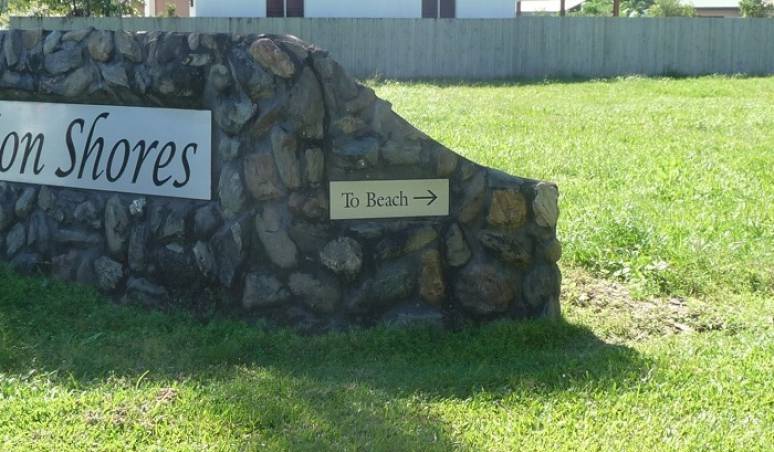 on Shores
To Beach →